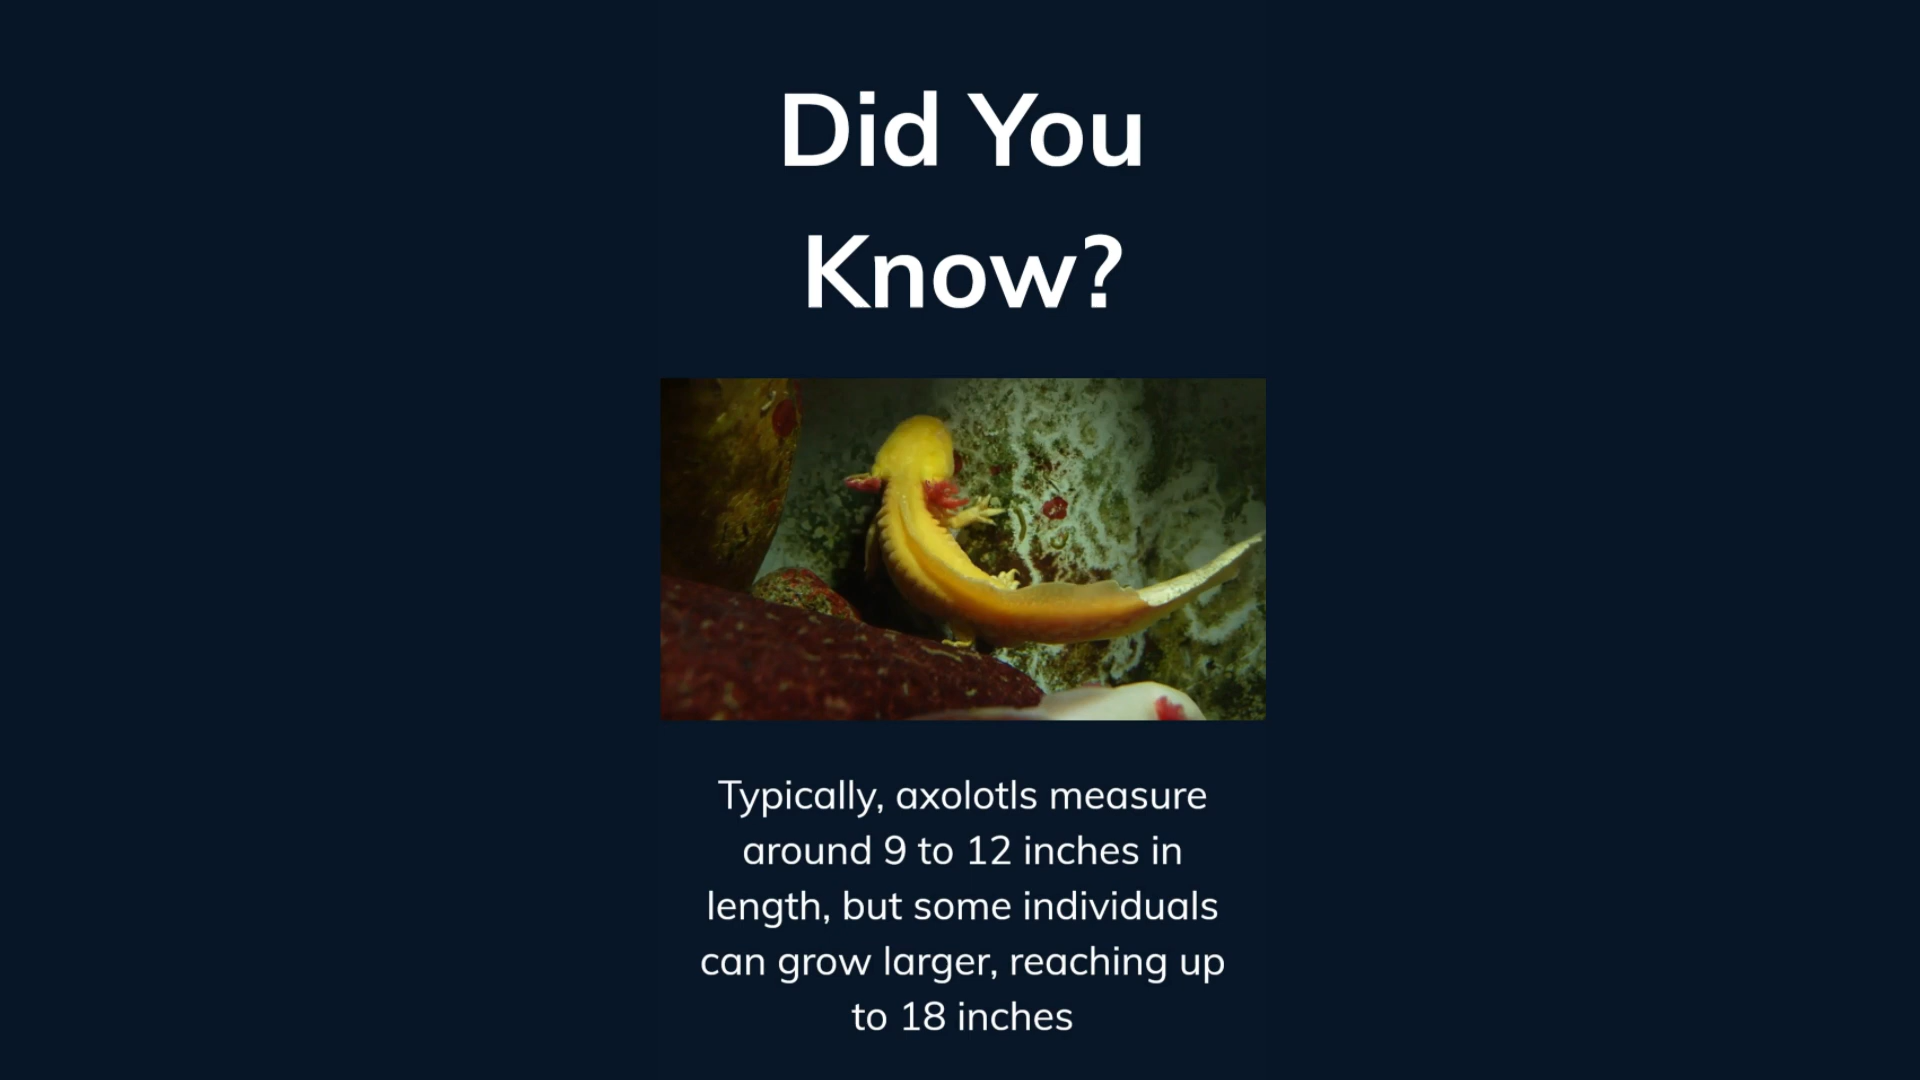 Did You
Know?
Typically, axolotls measure
around 9 to 12 inches in
length, but some individuals
can grow larger, reaching up
to 18 inches